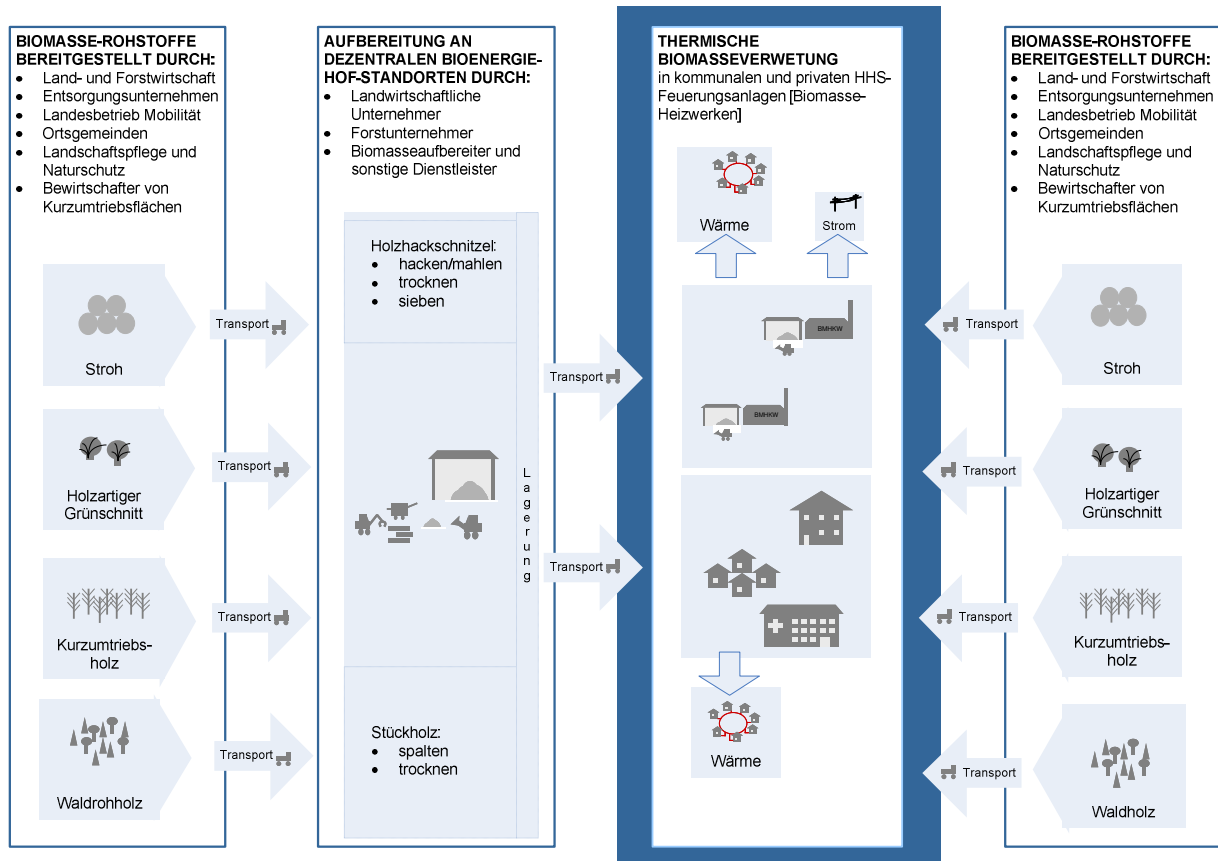 BIOMASSE-ROHSTOFFE
BEREITGESTELLT DURCH:
• Land- und Forstwirtschaft
• Entsorgungsunternehmen
• Landesbetrieb Mobilität
• Ortsgemeinden
• Landschaftspflege und
Naturschutz
• Bewirtschafter von
Kurzumtriebsflächen
Stroh
Holzartiger
Grünschnitt
Kurzumtriebs-
holz
Waldrohholz
Transport
Transport
Transport
Transport
AUFBEREITUNG AN
DEZENTRALEN BIOENERGIE-
HOF-STANDORTEN DURCH:
• Landwirtschaftliche
Unternehmer
• Forstunternehmer
• Biomasseaufbereiter und
sonstige Dienstleister
Holzhackschnitzel:
• hacken/mahlen
• trocknen
• sieben
Lagerung
Stückholz:
• spalten
• trocknen
Transport
Transport
THERMISCHE
BIOMASSEVERWETUNG
in kommunalen und privaten HHS-
Feuerungsanlagen [Biomasse-
Heizwerken]
Wärme
Strom
BMHKW
BMHKW
Wärme
Transport
Transport
Transport
Transport
BIOMASSE-ROHSTOFFE
BEREITGESTELLT DURCH:
• Land- und Forstwirtschaft
• Entsorgungsunternehmen
• Landesbetrieb Mobilität
• Ortsgemeinden
• Landschaftspflege und
Naturschutz
• Bewirtschafter von
Kurzumtriebsflächen
Stroh
Holzartiger
Grünschnitt
Kurzumtriebs-
holz
Waldholz